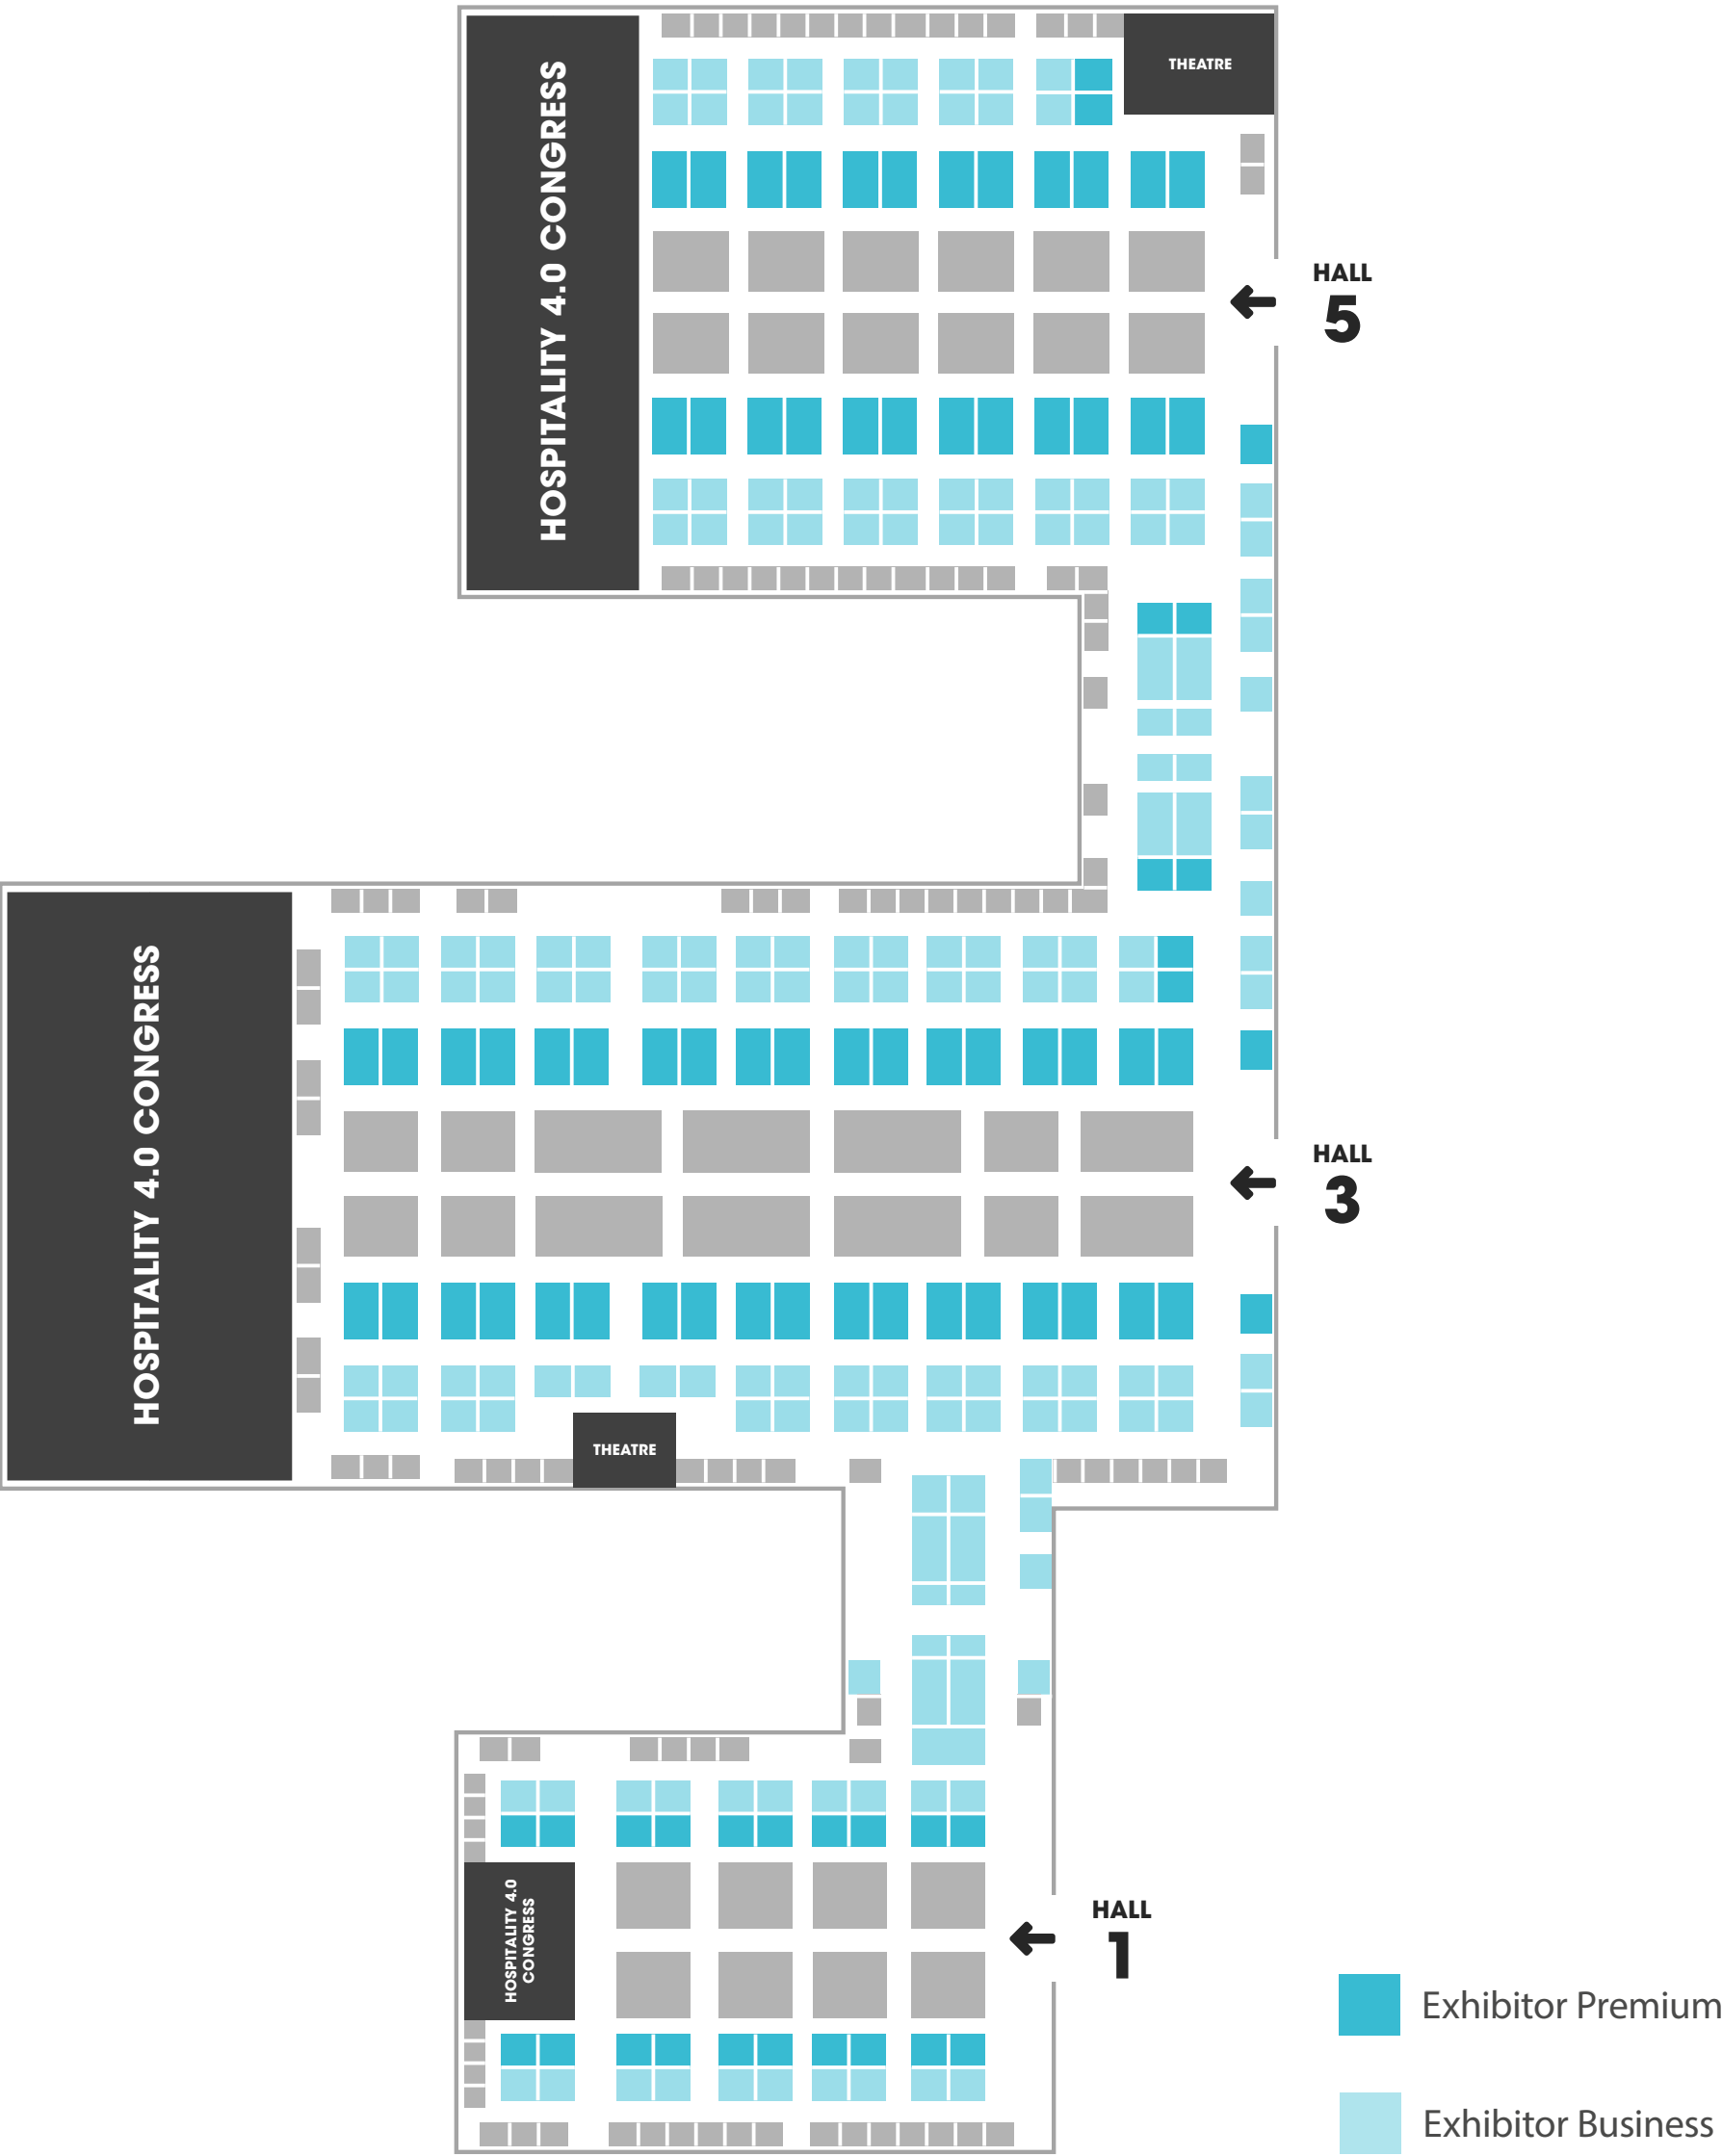 HOSPITALITY 4.0 CONGRESS
THEATRE
HALL
5
HOSPITALITY 4.0 CONGRESS
HALL
3
THEATRE
HOSPITALITY 4.0
CONGRESS
HALL
1
Exhibitor Premium
Exhibitor Business